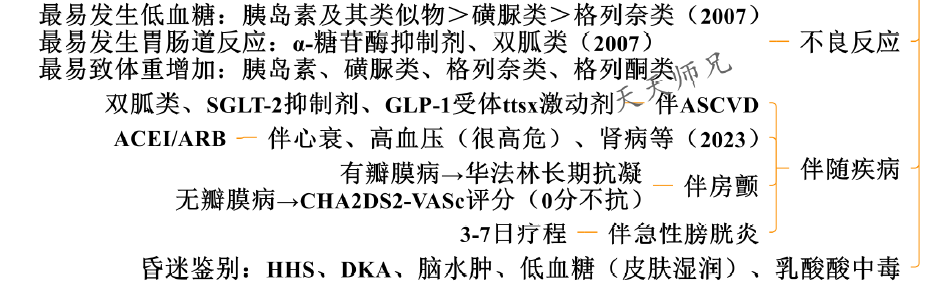 最易发生低血糖：胰岛素及其类似物＞磺脲类＞格列奈类（2007）
最易发生胃肠道反应：α-糖苷酶抑制剂、双胍类（2007）
不良反应
最易致体重增加：胰岛素、磺脲类、格列奈类、格列酮类
天天师兄
双胍类、SGLT-2抑制剂、GLP-1受体ttsx激动剂 — 伴ASCVD
ACEI/ARB — 伴心衰、高血压（很高危）、肾病等（2023）
有瓣膜病→华法林长期抗凝
无瓣膜病→CHA2DS2-VASc评分（0分不抗）
伴房颤
伴随疾病
3-7日疗程 — 伴急性膀胱炎
昏迷鉴别：HHS、DKA、脑水肿、低血糖（皮肤湿润）、乳酸酸中毒